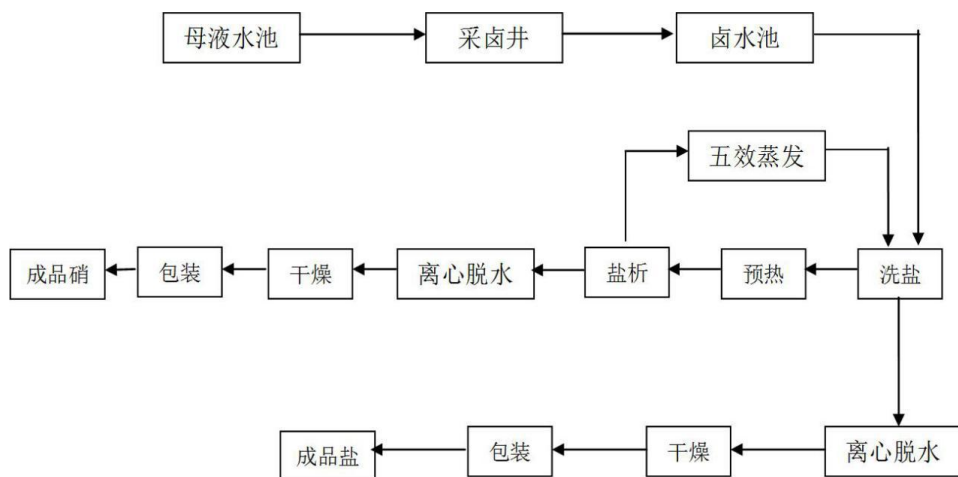 母液水池
采卤井
卤水池
五效蒸发
成品硝
包装
干燥
离心脱水
盐析
预热
洗盐
成品盐
包装
干燥
离心脱水